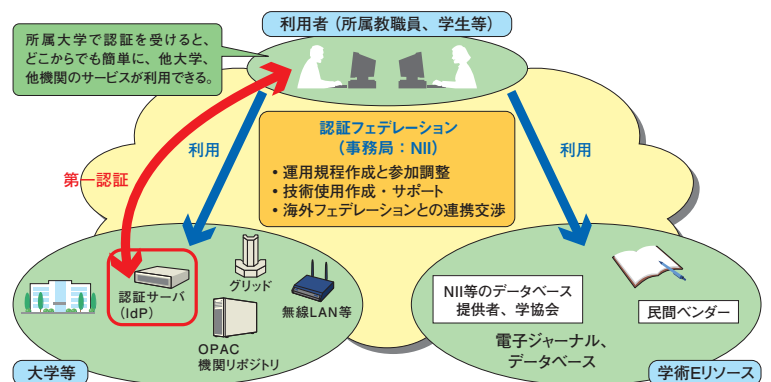 利用者（所属教職員、学生等）
所属大学で認証を受けると、
どこからでも簡単に、他大学、
他機関のサービスが利用できる。
認証フェデレーション
（事務局：NII）
• 運用規程作成と参加調整
• 技術使用作成・サポート
• 海外フェデレーションとの連携交渉
利用
利用
第一認証
認証サーバ
（IdP）
グリッド
無線LAN等
OPAC
機関リポジトリ
大学等
NII等のデータベース
提供者、学協会
民間ベンダー
電子ジャーナル、
データベース
学術Eリソース